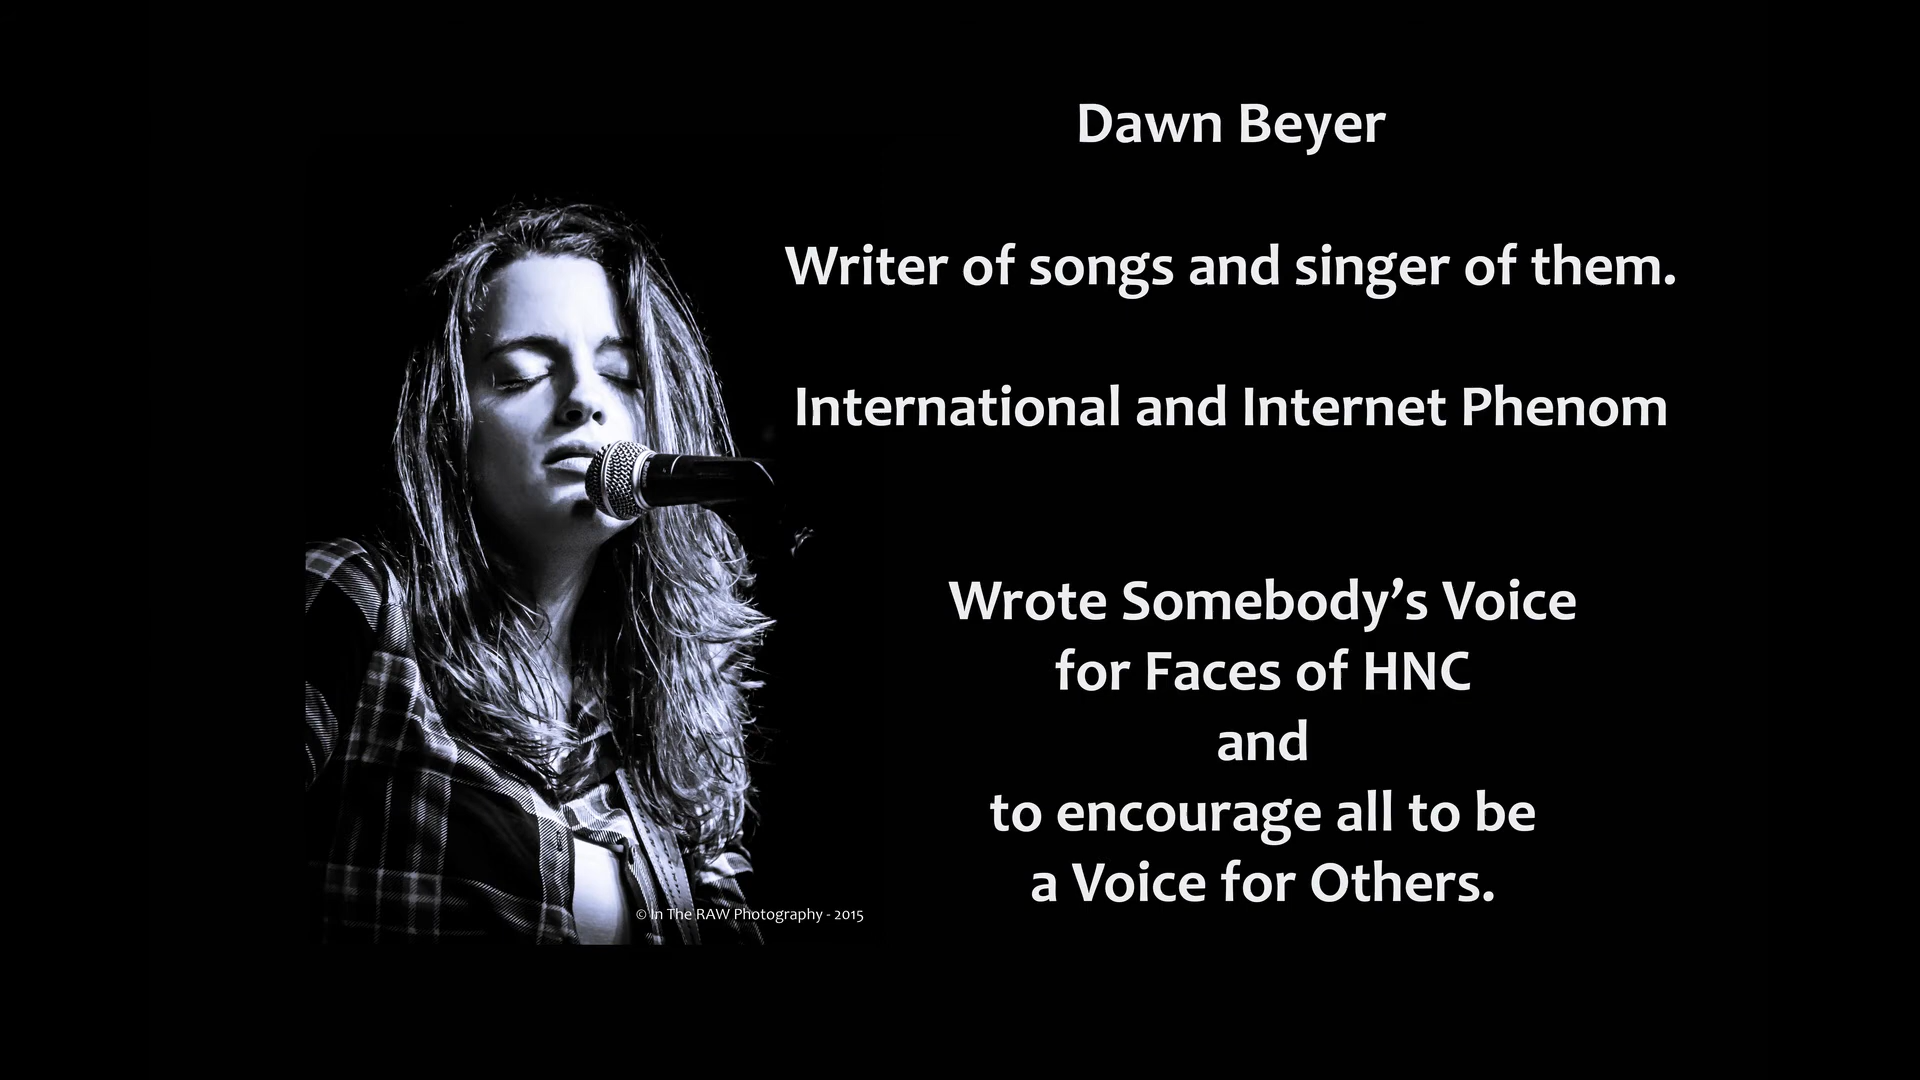 Dawn Beyer
Writer of songs and singer of them.
International and Internet Phenom
Wrote Somebody’s Voice
for Faces of HNC
and
to encourage all to be
a Voice for Others.
© In The RAW Photography - 2015